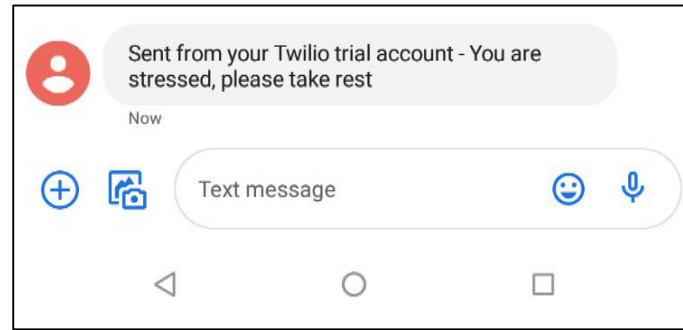 Sent from your Twilio trial account - You are
stressed, please take rest
Now
Text message